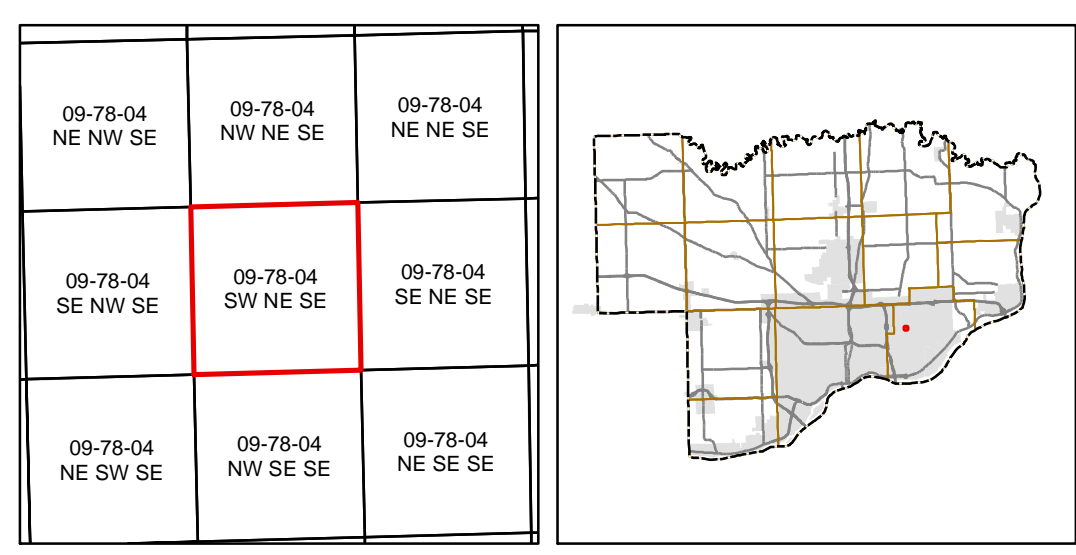 09-78-04
NE NW SE
09-78-04
NW NE SE
09-78-04
NE NE SE
09-78-04
SE NW SE
09-78-04
SW NE SE
09-78-04
SE NE SE
09-78-04
NE SW SE
09-78-04
NW SE SE
09-78-04
NE SE SE